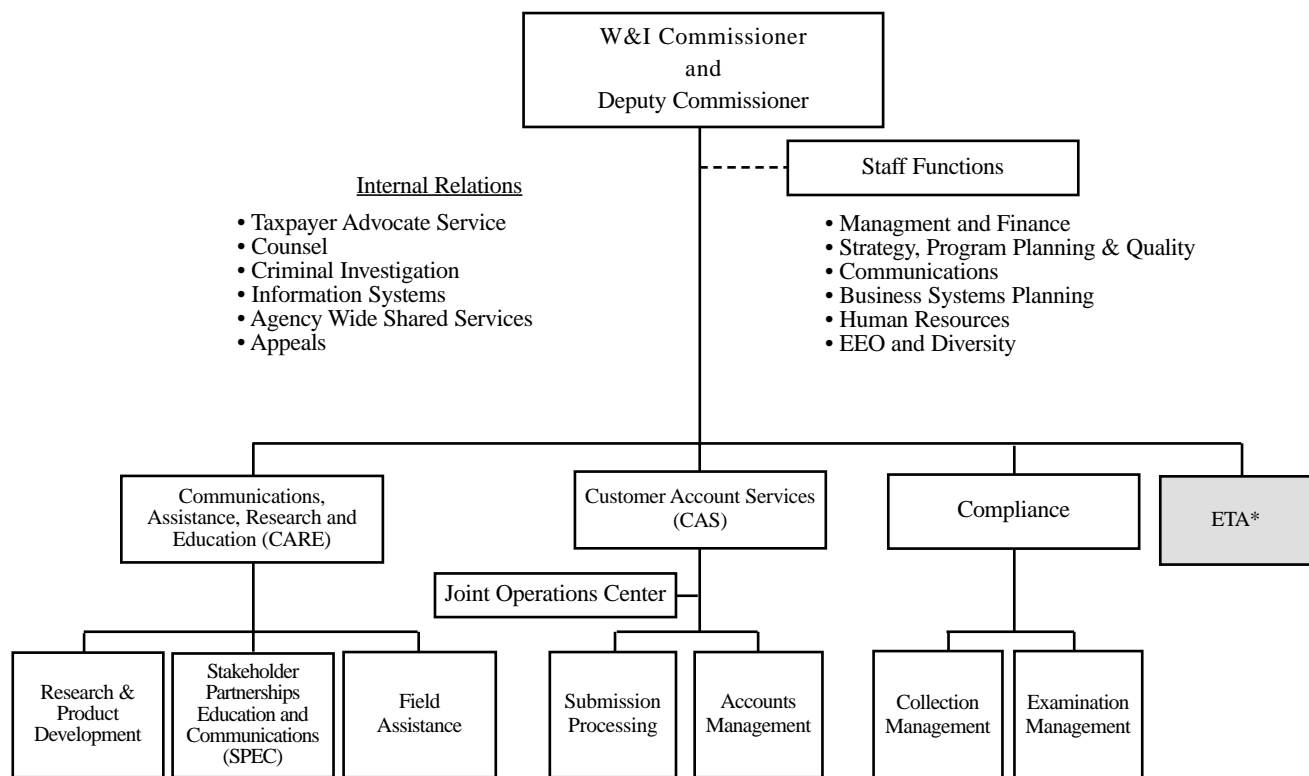 W&I Commissioner
and
Deputy Commissioner
Staff Functions
Internal Relations
• Taxpayer Advocate Service
• Counsel
• Criminal Investigation
• Information Systems
• Agency Wide Shared Services
• Appeals
• Managment and Finance
• Strategy, Program Planning & Quality
• Communications
• Business Systems Planning
• Human Resources
• EEO and Diversity
Communications,
Assistance, Research and
Education (CARE)
Customer Account Services
(CAS)
Compliance
ETA*
Joint Operations Center
Research &
Product
Development
Stakeholder
Partnerships
Education and
Communications
(SPEC)
Field
Assistance
Submission
Processing
Accounts
Management
Collection
Management
Examination
Management